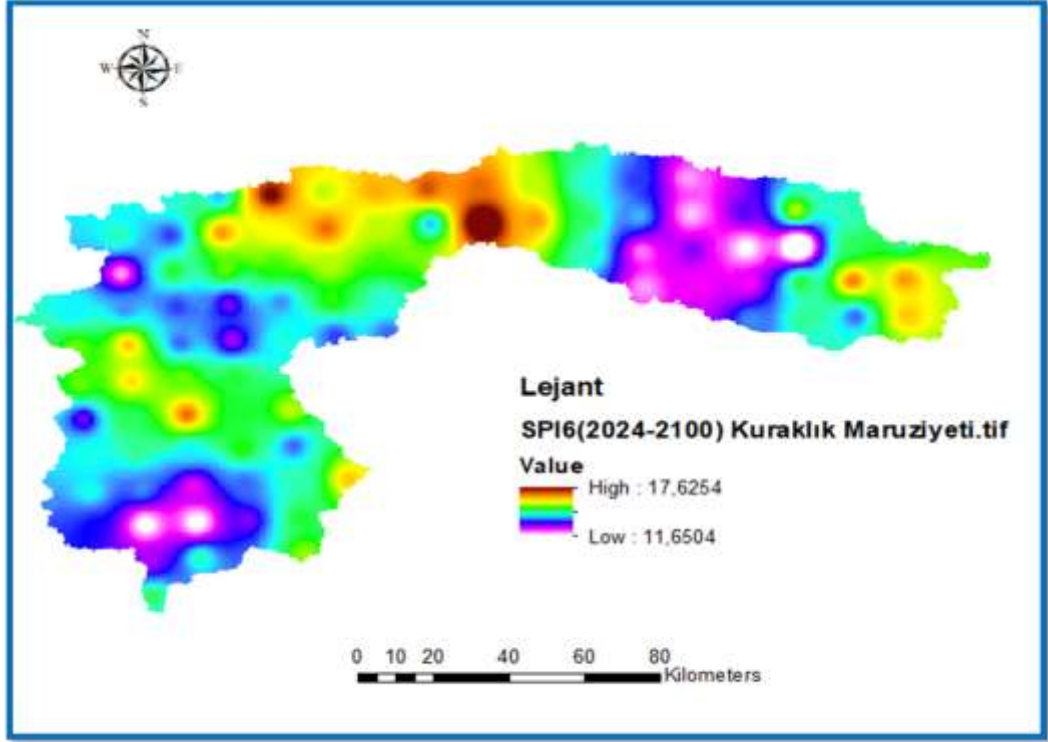 N
W E
S
Lejant
SPI6(2024-2100) Kuraklık Maruziyeti.tif
Value
High : 17,6254
Low : 11,6504
0 10 20 40 60 80
Kilometers